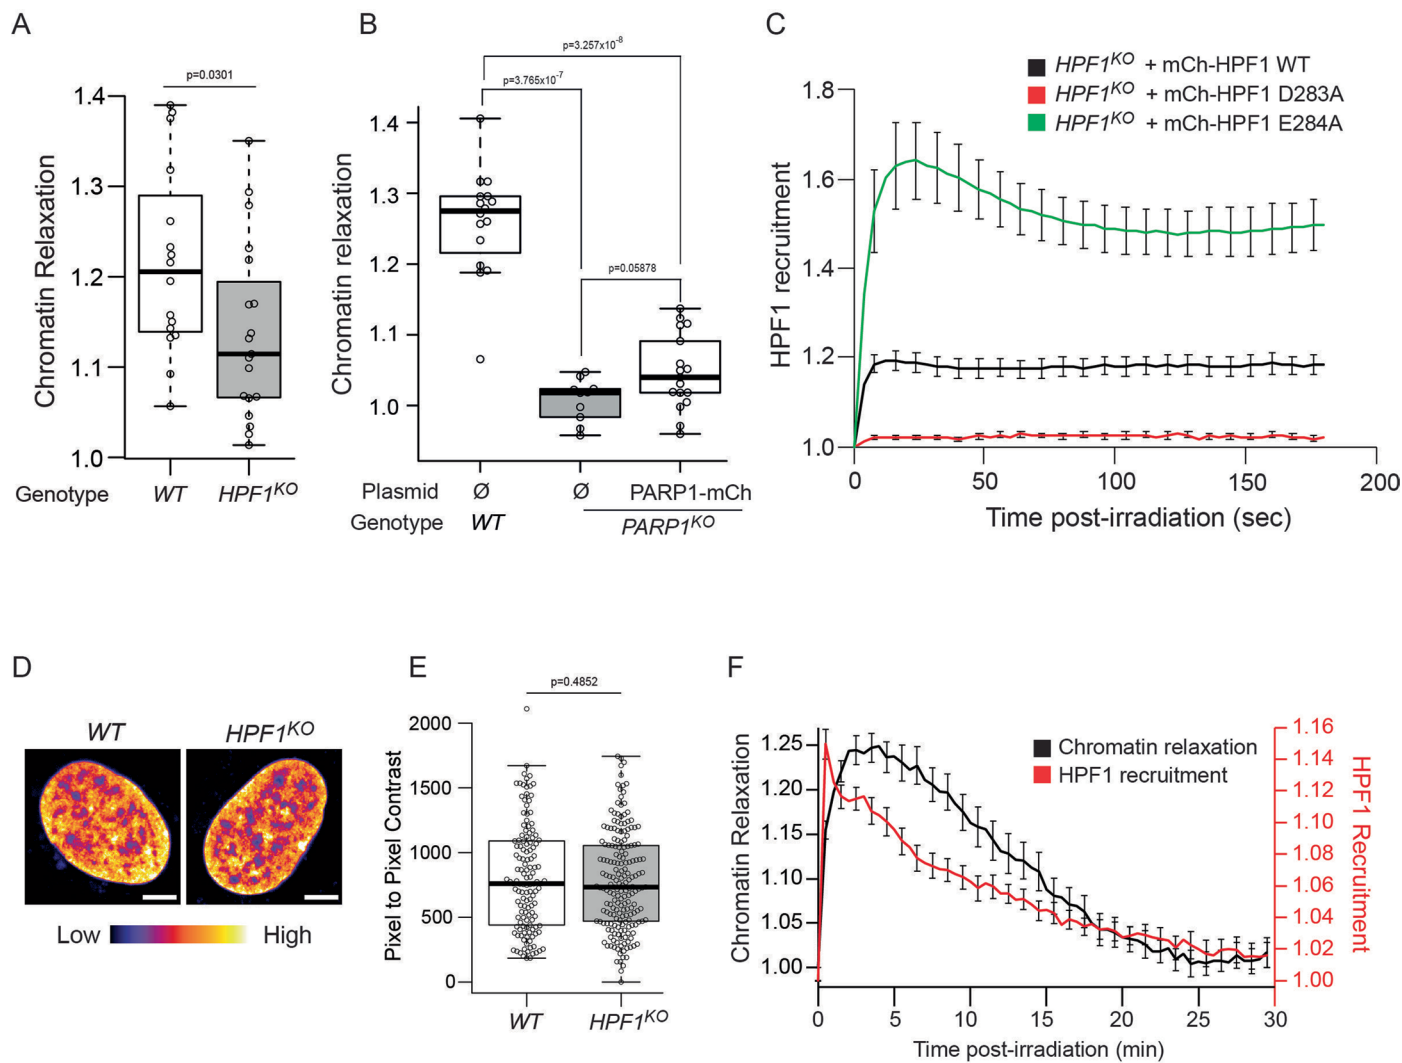 A
p=0.0301
Chromatin Relaxation
1.4
1.3
1.2
1.1
1.0
Genotype
WT
HPF1KO
B
p=3.257x10-8
p=3.765x10-7
p=0.05878
Chromatin relaxation
1.4
1.3
1.2
1.1
1.0
Plasmid Ø Ø PARP1-mCh
Genotype WT PARP1KO
C
HPF1KO + mCh-HPF1 WT
HPF1KO + mCh-HPF1 D283A
HPF1KO + mCh-HPF1 E284A
HPF1 recruitment
1.8
1.6
1.4
1.2
1.0
0 50 100 150 200
Time post-irradiation (sec)
D
WT HPF1KO
Low High
E
p=0.4852
Pixel to Pixel Contrast
2000
1500
1000
500
0
WT HPF1KO
F
Chromatin relaxation
HPF1 recruitment
Chromatin Relaxation
1.25
1.20
1.15
1.10
1.05
1.00
1.16
1.14
1.12
1.10
1.08
1.06
1.04
1.02
1.00
HPF1 Recruitment
0 5 10 15 20 25 30
Time post-irradiation (min)